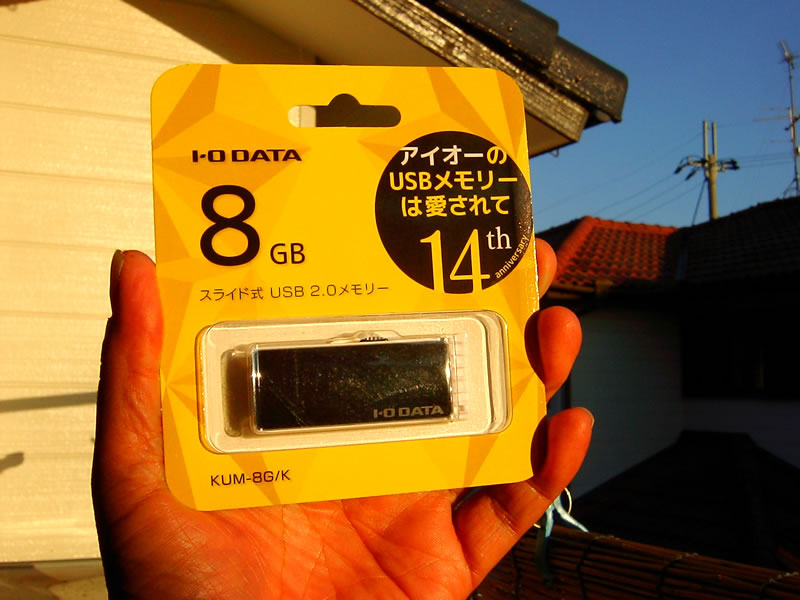 I-O DATA
8 GB
スライド式 USB 2.0メモリー
アイオーの
USBメモリー
は愛されて
14th
anniversary
I-O DATA
KUM-8G/K